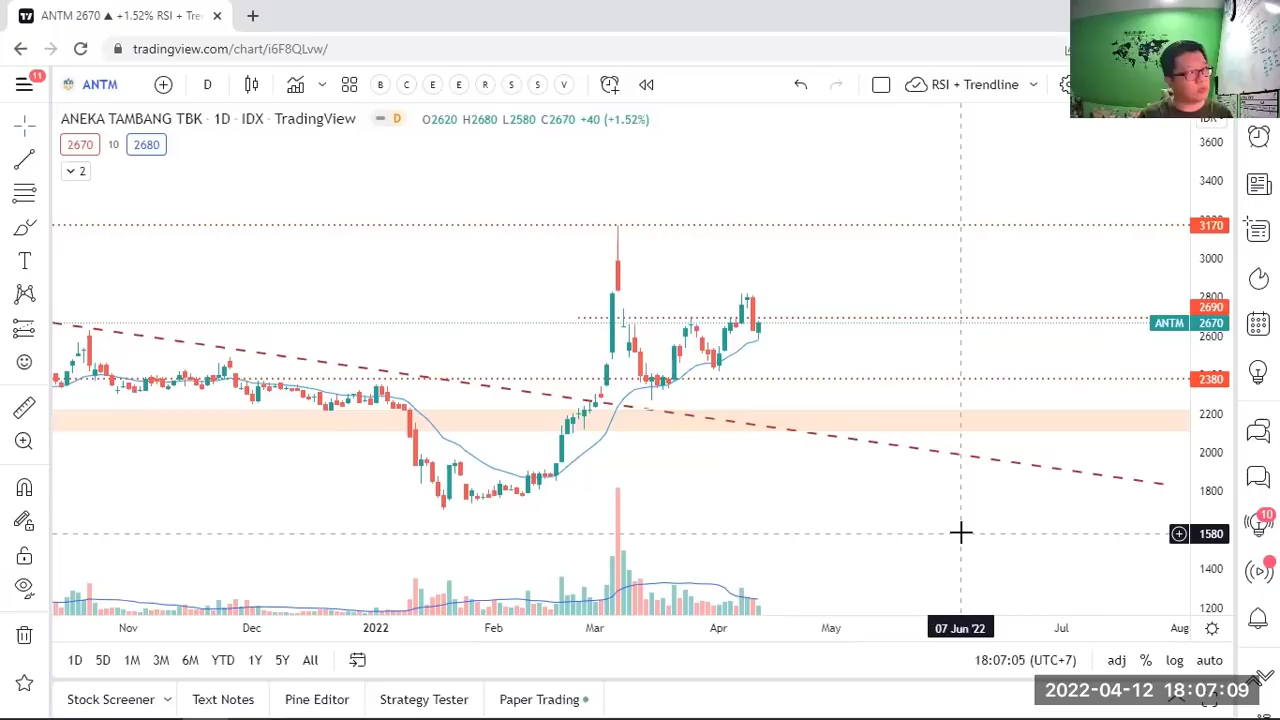 ANTM 2670 ▲ +1.52% RSI + Tre
tradingview.com/chart/i6F8QLvw/
11
ANTM
D
B C E E R S S V
RSI + Trendline
ANEKA TAMBANG TBK · 1D · IDX · TradingView
D
O2620 H2680 L2580 C2670 +40 (+1.52%)
2670
10
2680
2
3600
3400
3170
3000
2800
2690
ANTM 2670
2600
2380
2200
2000
1800
1580
1400
1200
Nov
Dec
2022
Feb
Mar
Apr
May
07 Jun '22
Jul
Aug
1D 5D 1M 3M 6M YTD 1Y 5Y All
18:07:05 (UTC+7)
adj % log auto
10
Stock Screener
Text Notes
Pine Editor
Strategy Tester
Paper Trading
2022-04-12 18:07:09